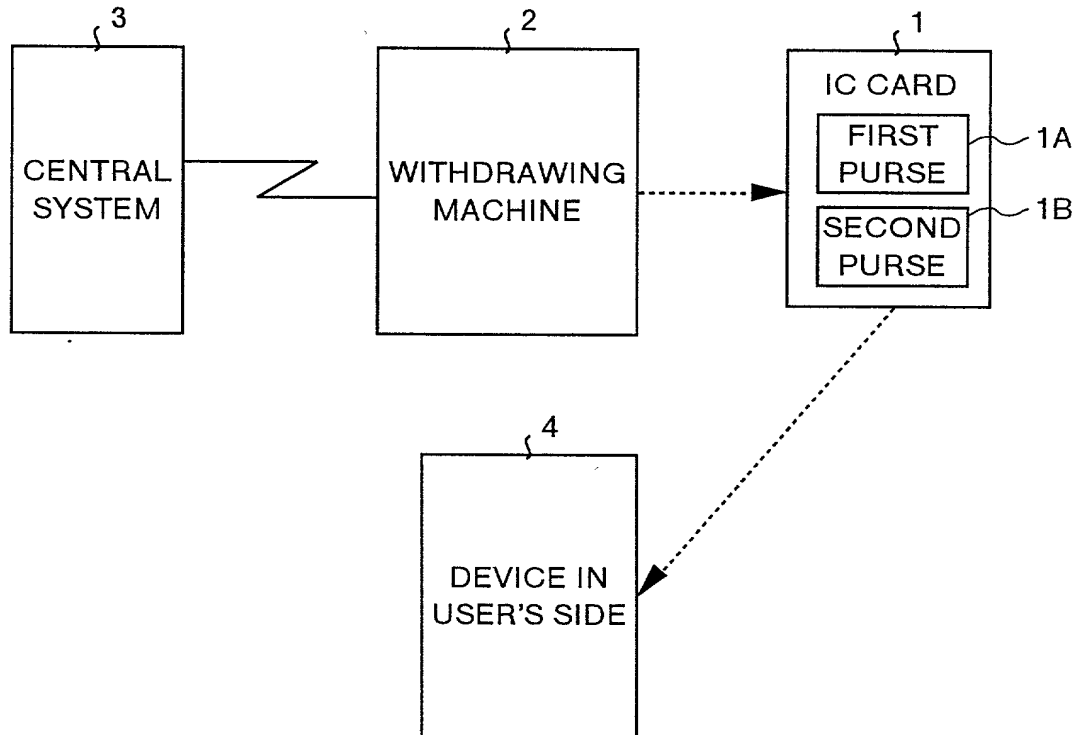 3
2
1
CENTRAL
SYSTEM
WITHDRAWING
MACHINE
IC CARD
FIRST
PURSE
1A
SECOND
PURSE
1B
4
DEVICE IN
USER'S SIDE